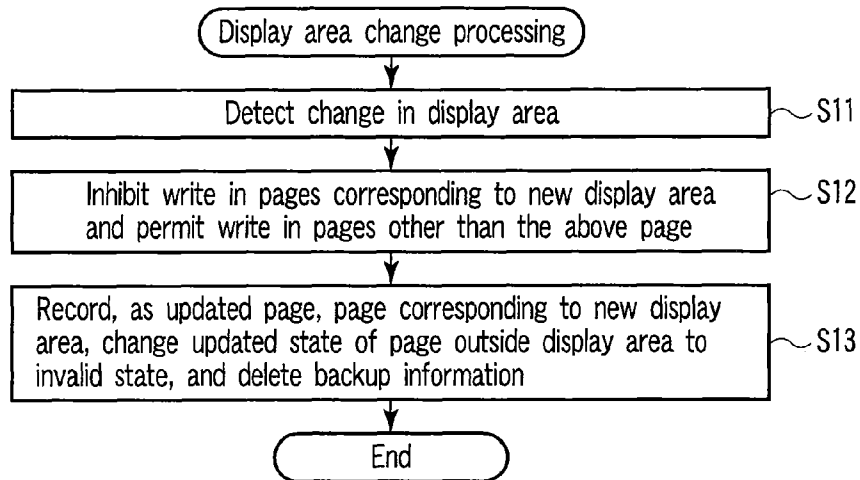 Display area change processing
Detect change in display area
S11
Inhibit write in pages corresponding to new display area
and permit write in pages other than the above page
S12
Record, as updated page, page corresponding to new display
area, change updated state of page outside display area to
invalid state, and delete backup information
S13
End